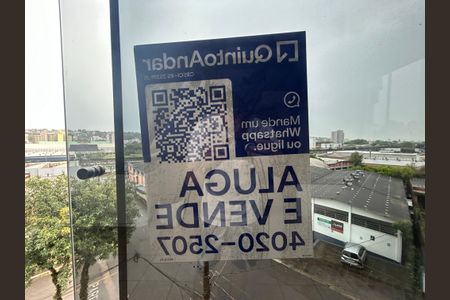 QuintoAndar
Mande um
Whatsapp
ou ligue.
ALUGA
E VENDE
4020-2507